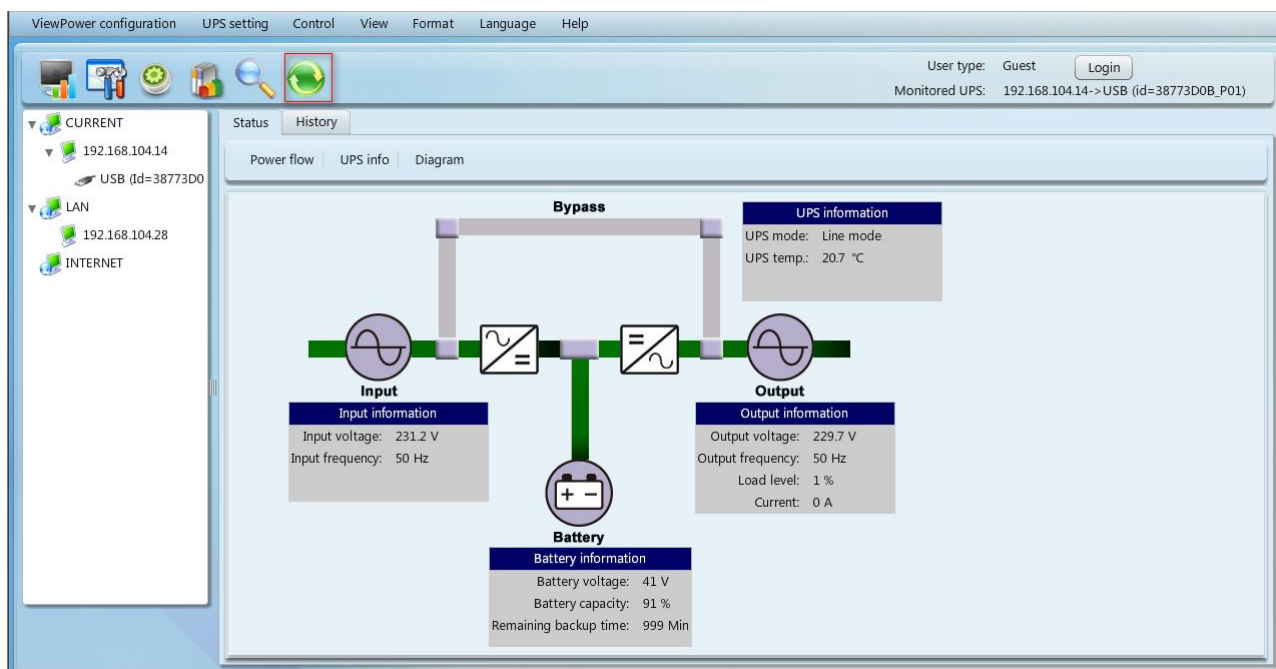 ViewPower configuration UPS setting Control View Format Language Help
User type: Guest Login
Monitored UPS: 192.168.104.14->USB (id=38773D0B_P01)
CURRENT
192.168.104.14
USB (Id=38773D0
LAN
192.168.104.28
INTERNET
Status History
Power flow UPS info Diagram
Bypass
UPS information
UPS mode: Line mode
UPS temp.: 20.7 ℃
Input
Input information
Input voltage: 231.2 V
Input frequency: 50 Hz
Output
Output information
Output voltage: 229.7 V
Output frequency: 50 Hz
Load level: 1 %
Current: 0 A
Battery
Battery information
Battery voltage: 41 V
Battery capacity: 91 %
Remaining backup time: 999 Min